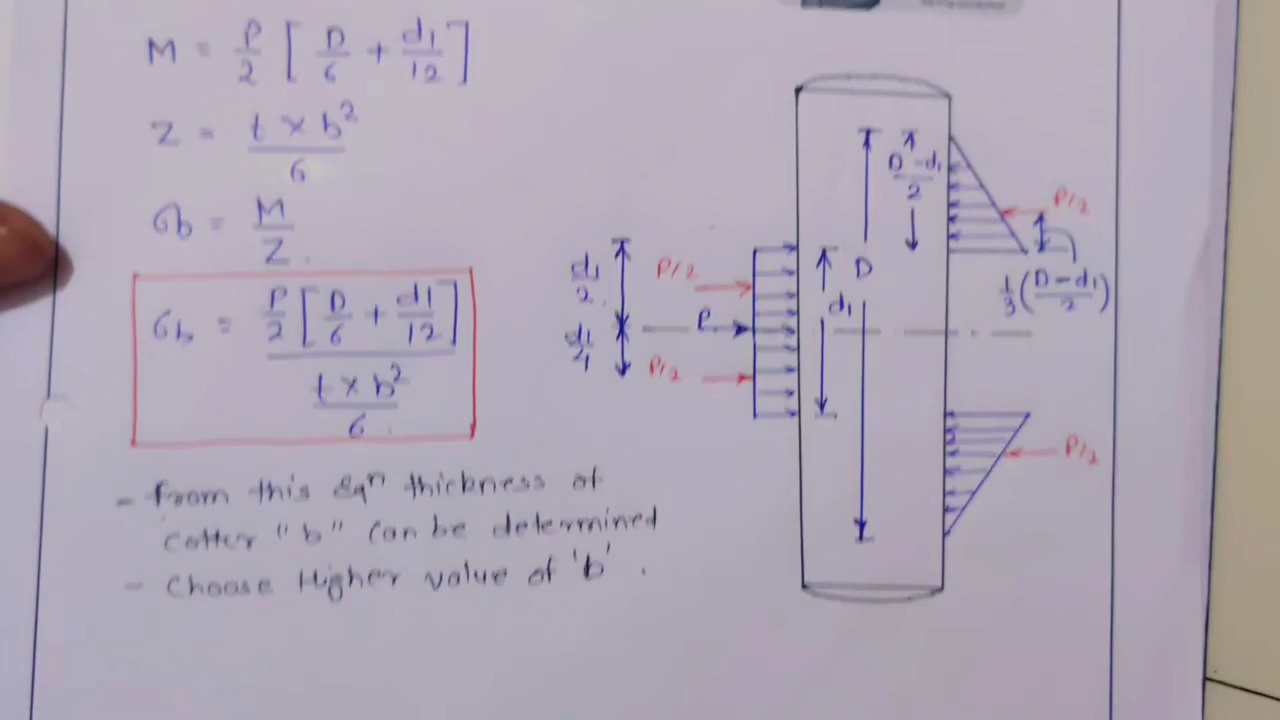 M = P/2 [ D/6 + d1/12 ]
Z = t × b² / 6
σb = M / Z .
σb = P/2 [ D/6 + d1/12 ] / t × b² / 6 .
- From this Eqn thickness of
cotter "b" can be determined
- Choose Higher value of 'b' .
D - d1 / 2
P/2
d1/2
P/2
D
1/3 ( D - d1 / 2 )
d1
P
d1/4
P/2
P/2